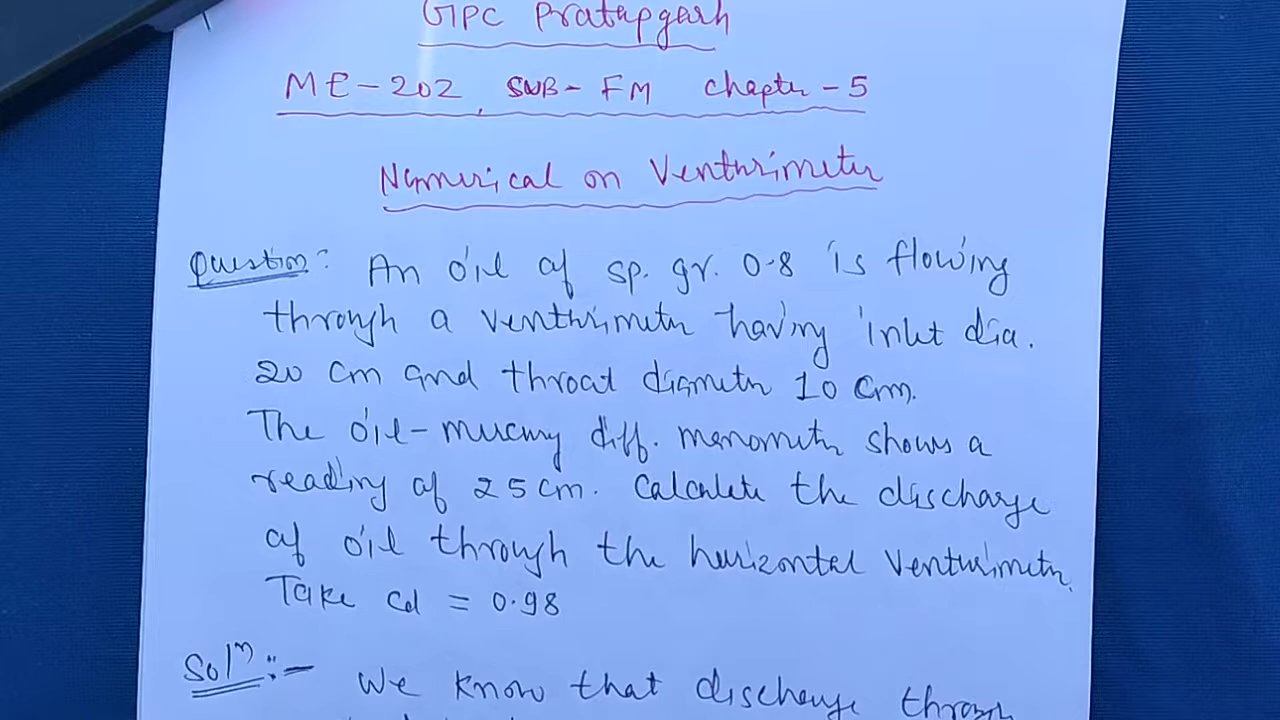 GPC Pratapgarh
ME-202, SUB- FM chapter-5
Numerical on Venturimeter
Question: An oil of sp. gr. 0.8 is flowing
through a venturimeter having inlet dia.
20 cm and throat diameter 10 cm.
The oil-mercury diff. manometer shows a
reading of 25cm. Calculate the discharge
of oil through the horizontal Venturimeter.
Take Cd = 0.98
Solⁿ:- We know that discharge through